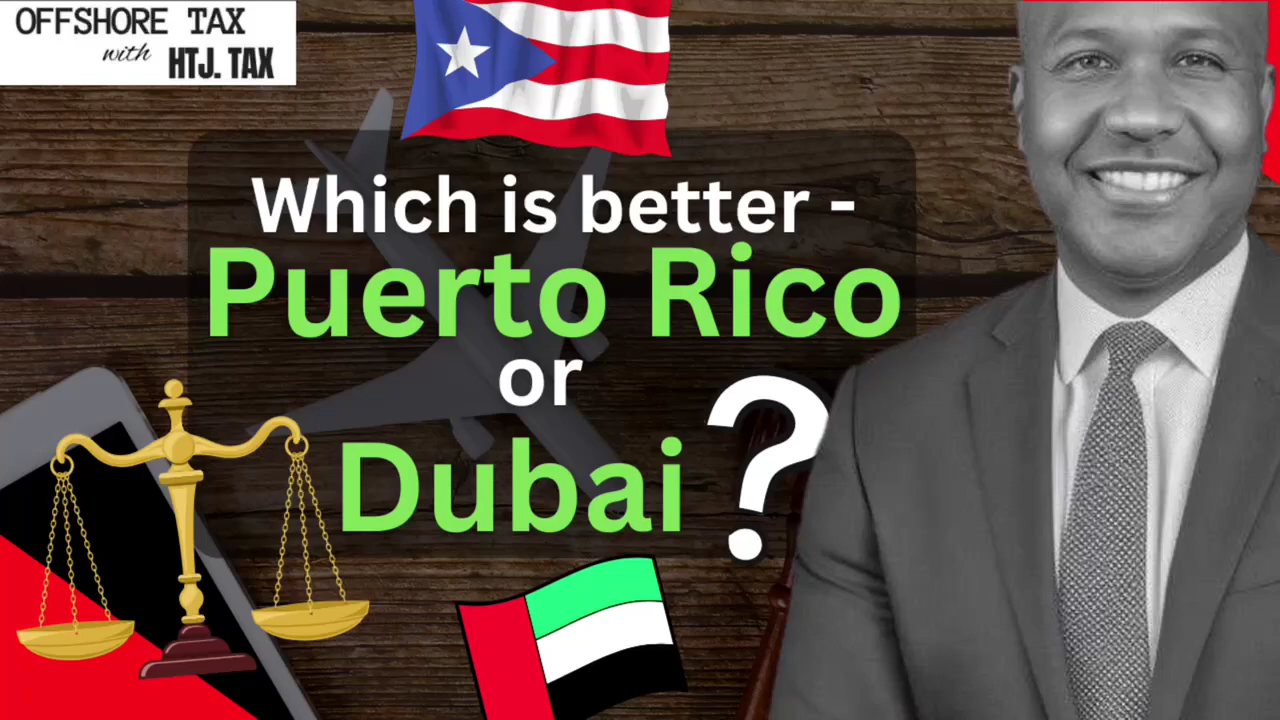 OFFSHORE TAX
with HTJ. TAX
Which is better -
Puerto Rico
or
Dubai ?